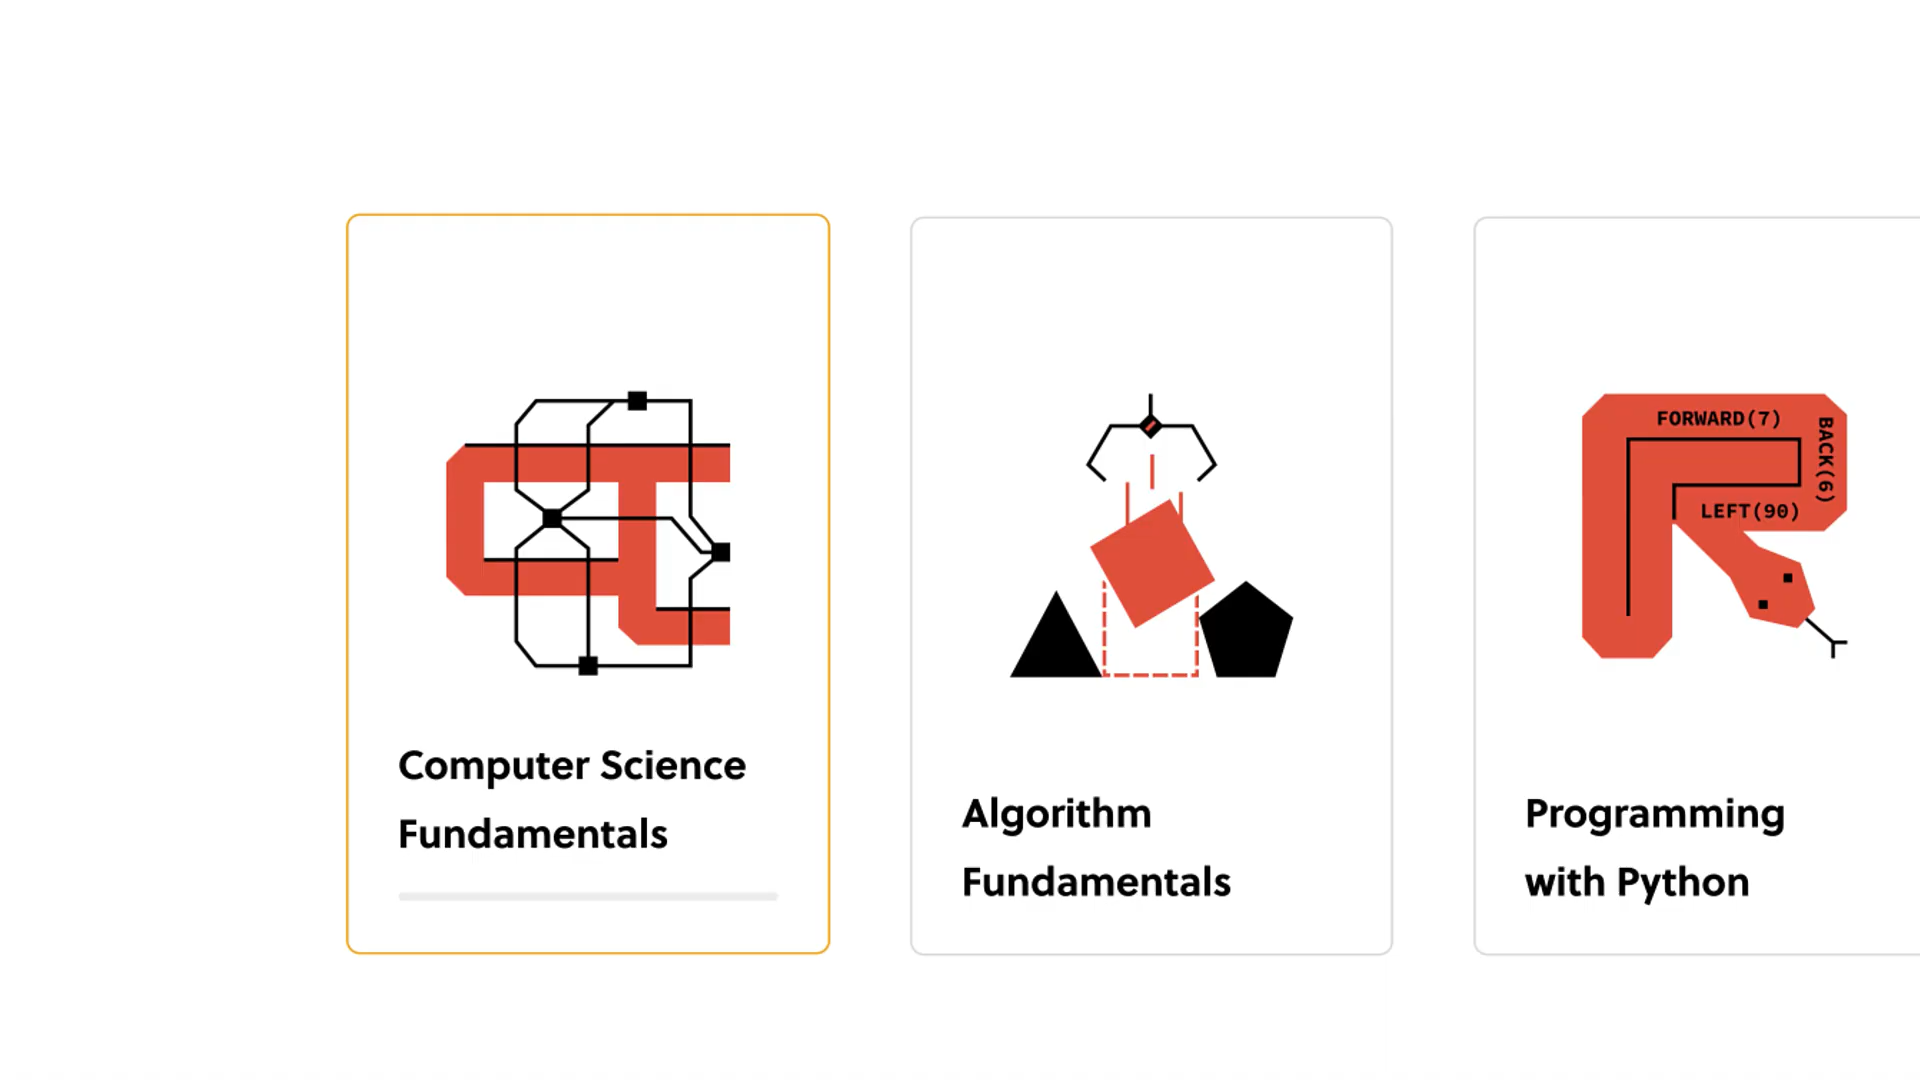 Computer Science
Fundamentals
Algorithm
Fundamentals
FORWARD(7)
BACK(6)
LEFT(90)
Programming
with Python